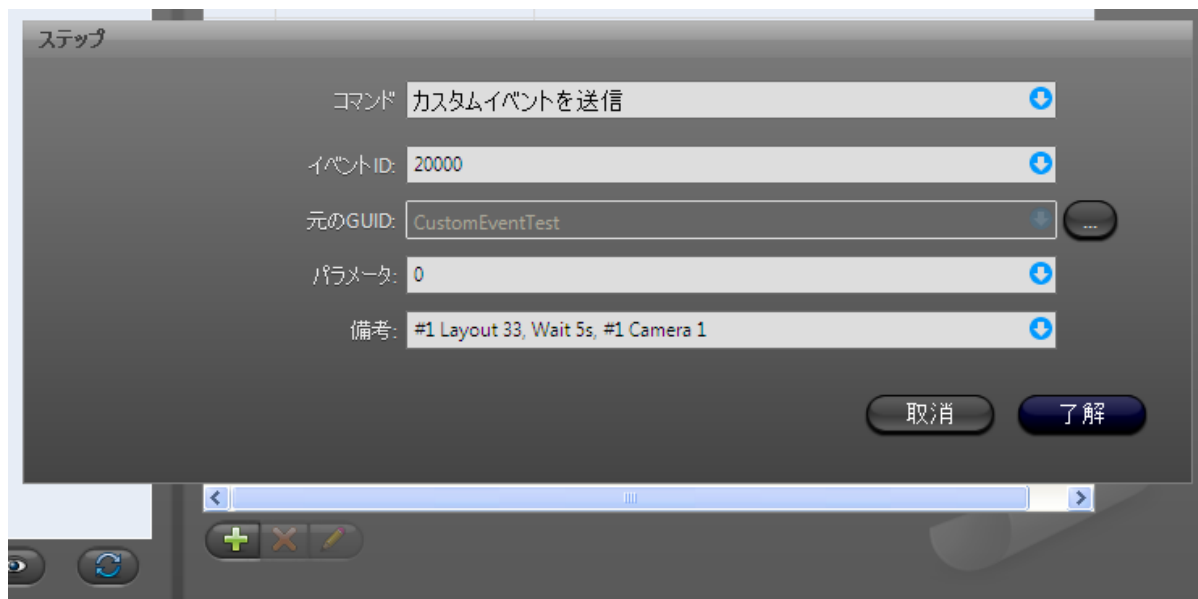 ステップ
コマンド カスタムイベントを送信
イベントID: 20000
元のGUID: CustomEventTest ...
パラメータ: 0
備考: #1 Layout 33, Wait 5s, #1 Camera 1
取消 了解